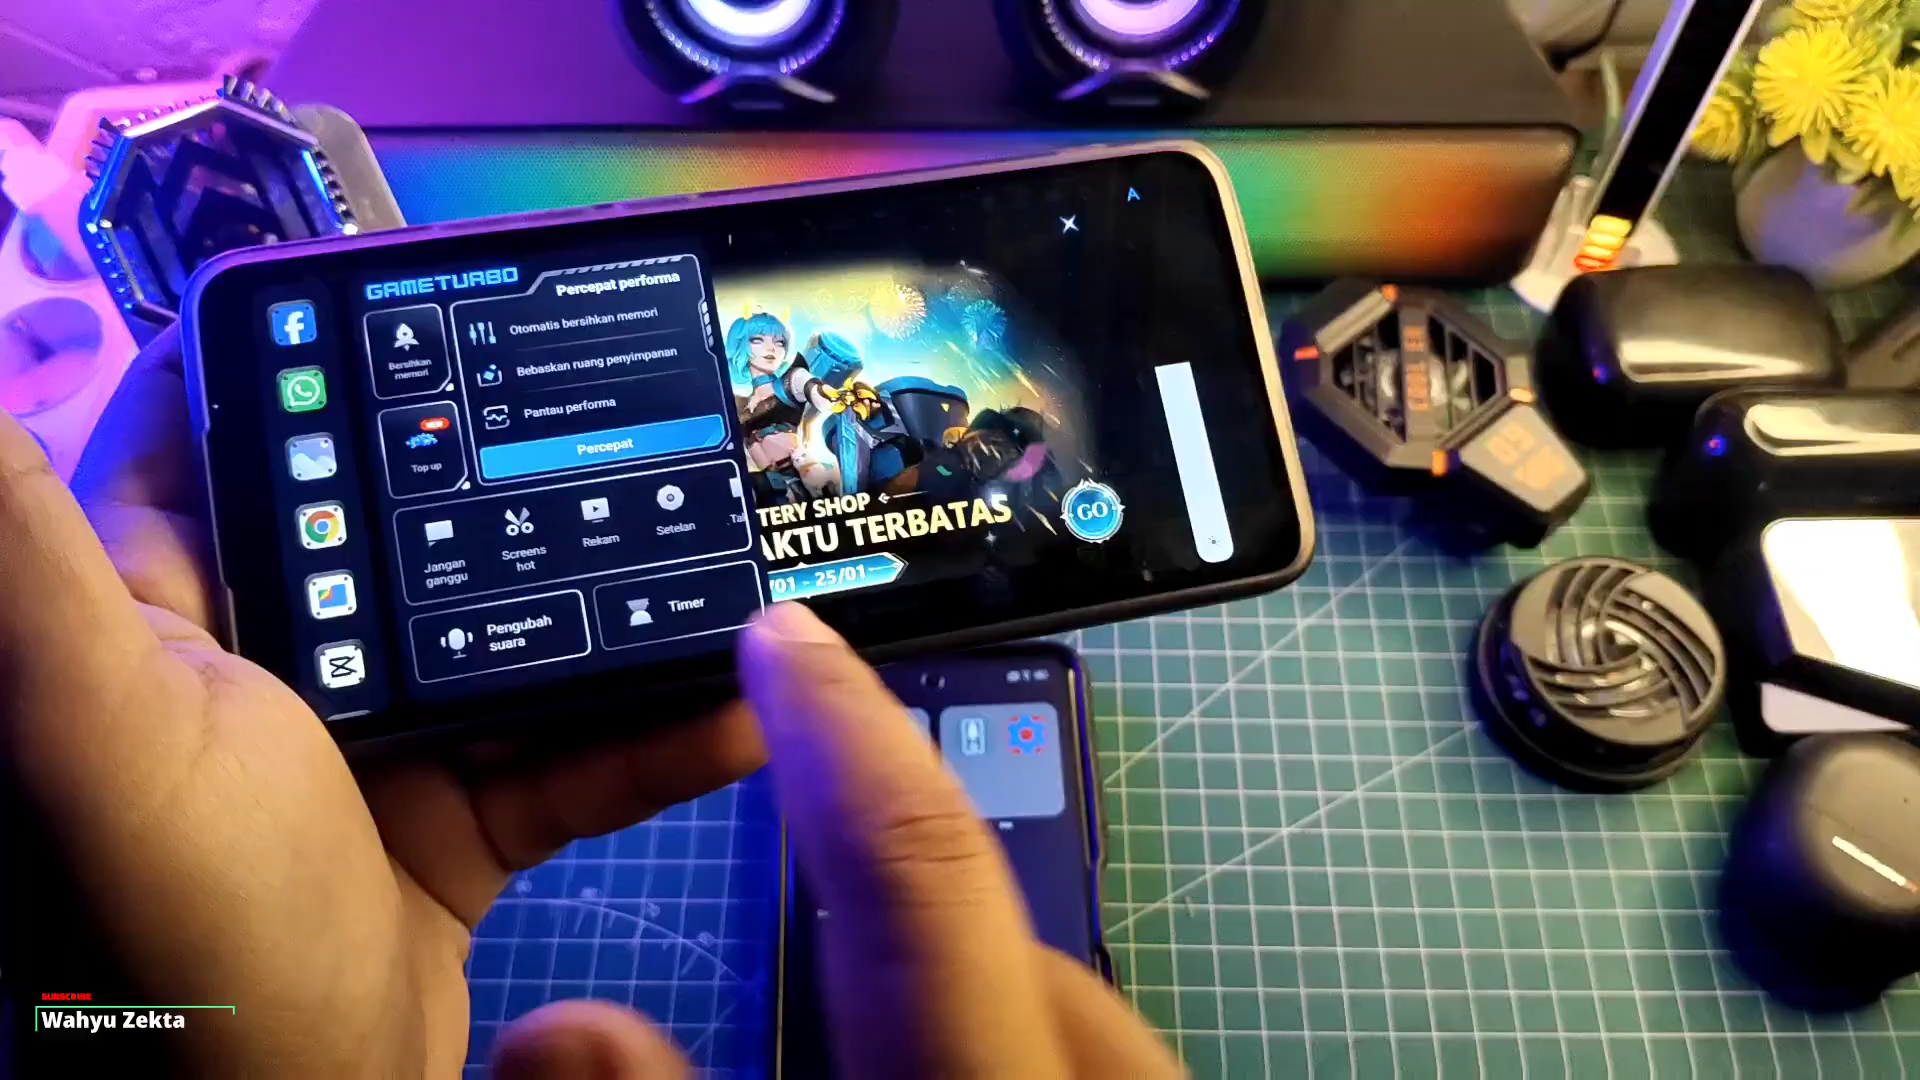 GAMETURBO
Percepat performa
Bersihkan
memori
Otomatis bersihkan memori
Bebaskan ruang penyimpanan
Pantau performa
NEW
Top up
Percepat
Jangan
ganggu
Screens
hot
Rekam
Setelan
Pengubah
suara
Timer
A
TERY SHOP
AKTU TERBATAS
/01 - 25/01
GO
SUBSCRIBE
Wahyu Zekta